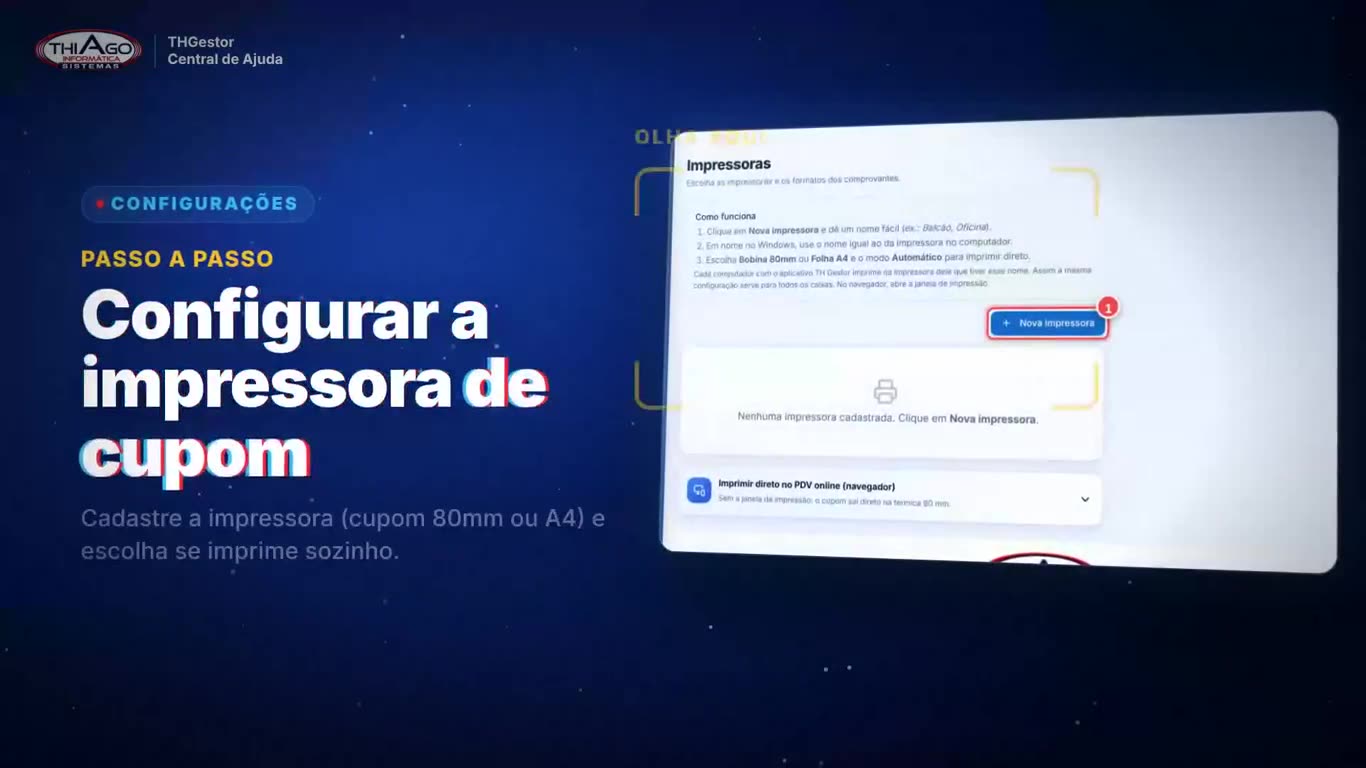 THIAGO
INFORMÁTICA
SISTEMAS
THGestor
Central de Ajuda
CONFIGURAÇÕES
PASSO A PASSO
Configurar a
impressora de
cupom
Cadastre a impressora (cupom 80mm ou A4) e
escolha se imprime sozinho.
OLHA AQUI
Impressoras
Escolha as impressoras e os formatos dos comprovantes.
Como funciona
1. Clique em Nova impressora e dê um nome fácil (ex.: Balcão, Oficina).
2. Em nome no Windows, use o nome igual ao da impressora no computador.
3. Escolha Bobina 80mm ou Folha A4 e o modo Automático para imprimir direto.
Cada computador com o aplicativo TH Gestor imprime na impressora dele que tiver esse nome. Assim a mesma
configuração serve para todos os caixas. No navegador, abre a janela de impressão.
+ Nova impressora
1
Nenhuma impressora cadastrada. Clique em Nova impressora.
Imprimir direto no PDV online (navegador)
Sem a janela de impressão: o cupom sai direto na térmica 80 mm.